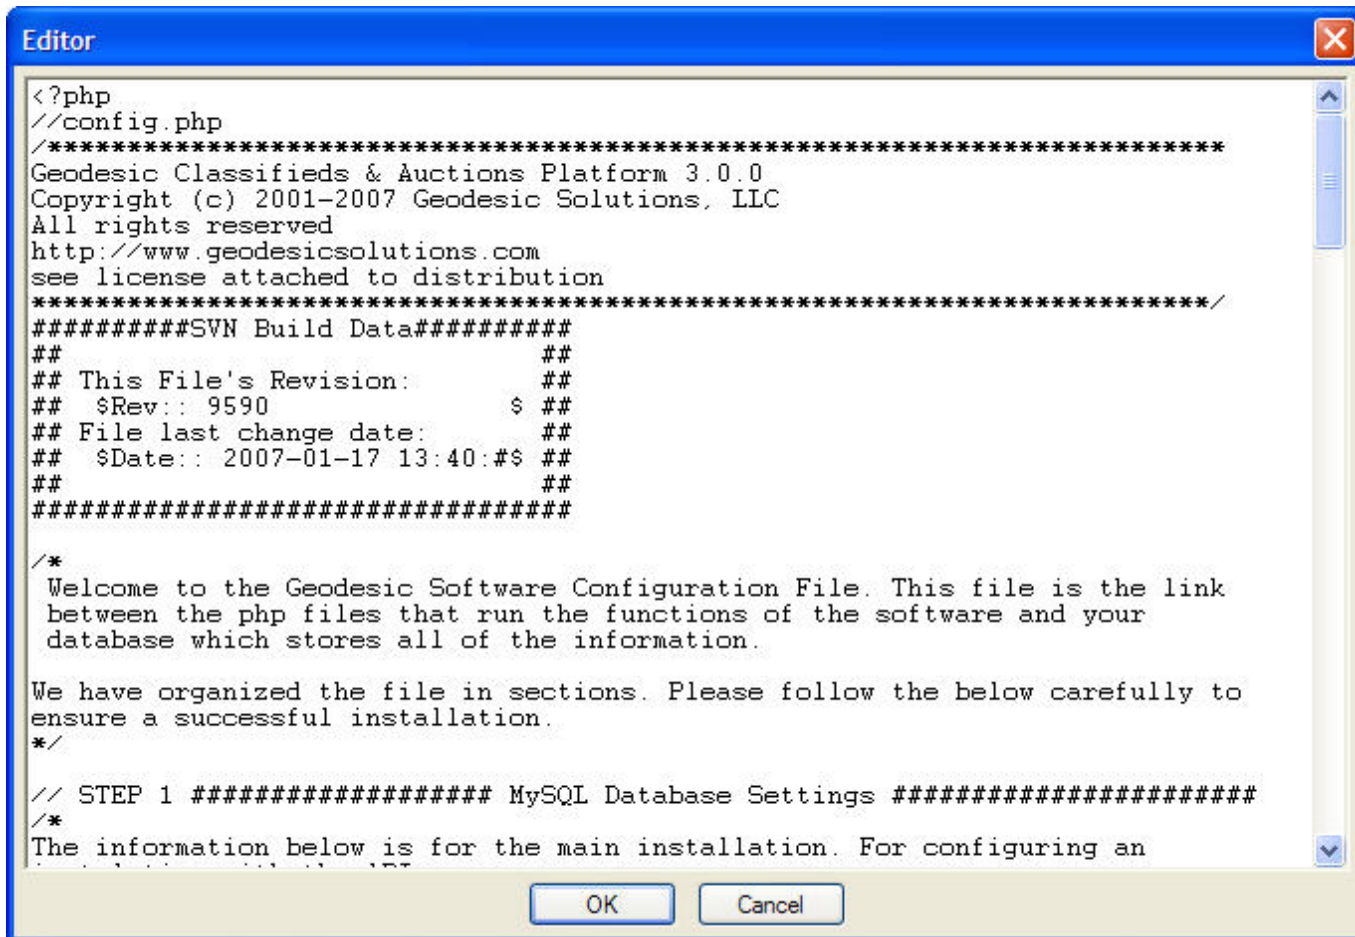 Editor
<?php
//config.php
/**************************************************************************
Geodesic Classifieds & Auctions Platform 3.0.0
Copyright (c) 2001-2007 Geodesic Solutions, LLC
All rights reserved
http://www.geodesicsolutions.com
see license attached to distribution
**************************************************************************/
##########SVN Build Data##########
##                              ##
## This File's Revision:        ##
##  $Rev:: 9590               $ ##
## File last change date:       ##
##  $Date:: 2007-01-17 13:40:#$ ##
##                              ##
##################################
/*
Welcome to the Geodesic Software Configuration File. This file is the link
between the php files that run the functions of the software and your
database which stores all of the information.
We have organized the file in sections. Please follow the below carefully to
ensure a successful installation.
*/
// STEP 1 ################### MySQL Database Settings #######################
/*
The information below is for the main installation. For configuring an
OK
Cancel